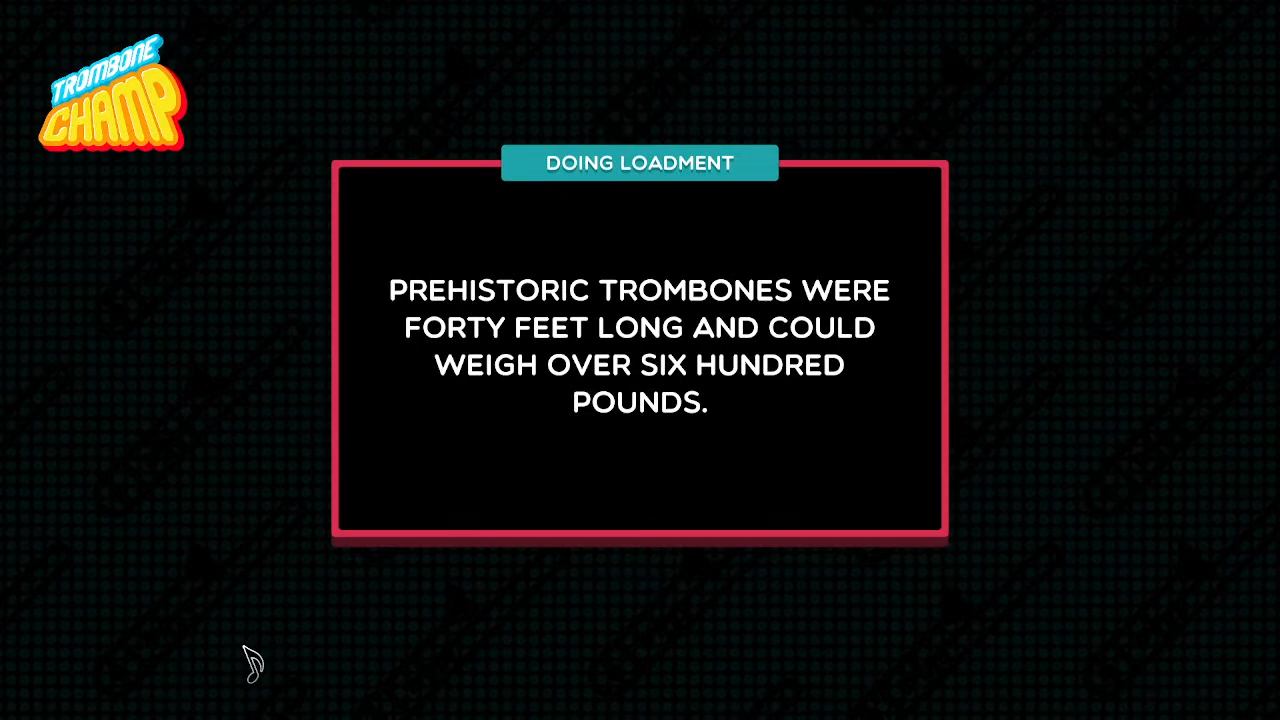 TROMBONE
CHAMP
DOING LOADMENT
PREHISTORIC TROMBONES WERE
FORTY FEET LONG AND COULD
WEIGH OVER SIX HUNDRED
POUNDS.